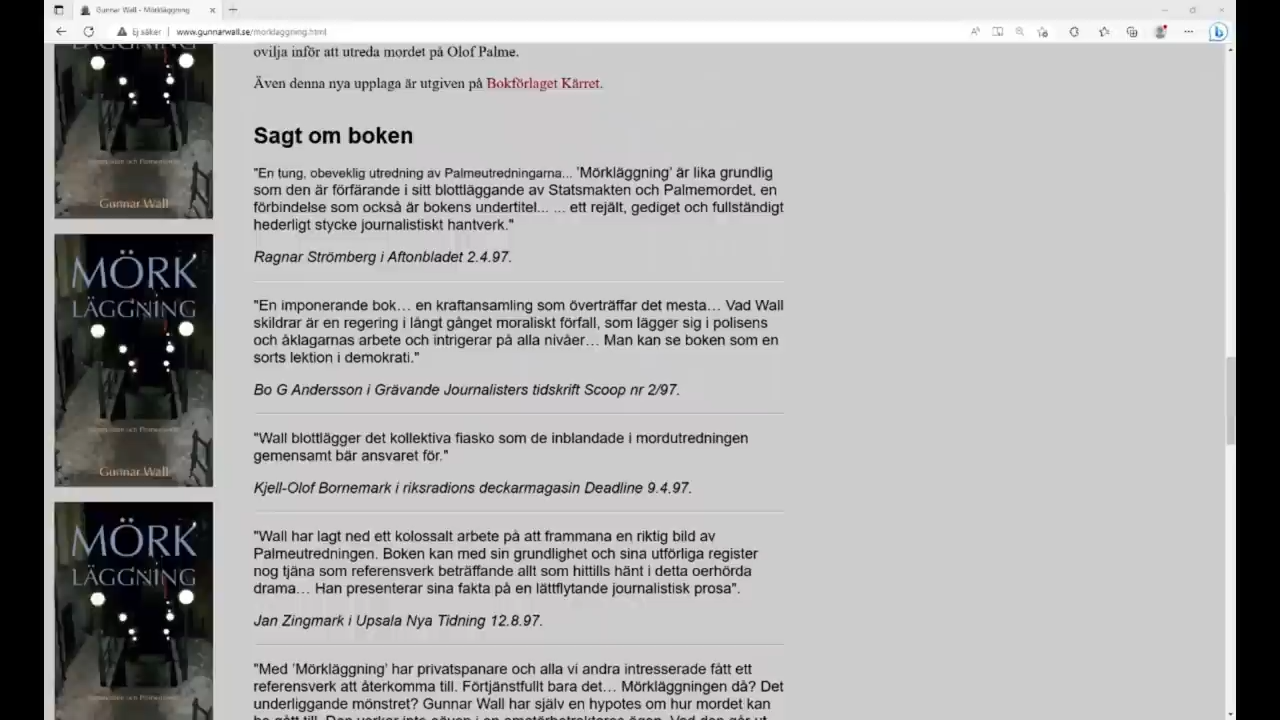 Gunnar Wall - Mörkläggning
Ej säker
www.gunnarwall.se/morklaggning.html
ovilja inför att utreda mordet på Olof Palme.
Även denna nya upplaga är utgiven på Bokförlaget Kärret.
Sagt om boken
"En tung, obeveklig utredning av Palmeutredningarna... 'Mörkläggning' är lika grundlig
som den är förfärande i sitt blottläggande av Statsmakten och Palmemordet, en
förbindelse som också är bokens undertitel... ... ett rejält, gediget och fullständigt
hederligt stycke journalistiskt hantverk."
Ragnar Strömberg i Aftonbladet 2.4.97.
"En imponerande bok… en kraftansamling som överträffar det mesta… Vad Wall
skildrar är en regering i långt gånget moraliskt förfall, som lägger sig i polisens
och åklagarnas arbete och intrigerar på alla nivåer… Man kan se boken som en
sorts lektion i demokrati."
Bo G Andersson i Grävande Journalisters tidskrift Scoop nr 2/97.
"Wall blottlägger det kollektiva fiasko som de inblandade i mordutredningen
gemensamt bär ansvaret för."
Kjell-Olof Bornemark i riksradions deckarmagasin Deadline 9.4.97.
"Wall har lagt ned ett kolossalt arbete på att frammana en riktig bild av
Palmeutredningen. Boken kan med sin grundlighet och sina utförliga register
nog tjäna som referensverk beträffande allt som hittills hänt i detta oerhörda
drama… Han presenterar sina fakta på en lättflytande journalistisk prosa".
Jan Zingmark i Upsala Nya Tidning 12.8.97.
"Med 'Mörkläggning' har privatspanare och alla vi andra intresserade fått ett
referensverk att återkomma till. Förtjänstfullt bara det… Mörkläggningen då? Det
underliggande mönstret? Gunnar Wall har själv en hypotes om hur mordet kan
LÄGGNING
Gunnar Wall
MÖRK
LÄGGNING
Gunnar Wall
MÖRK
LÄGGNING